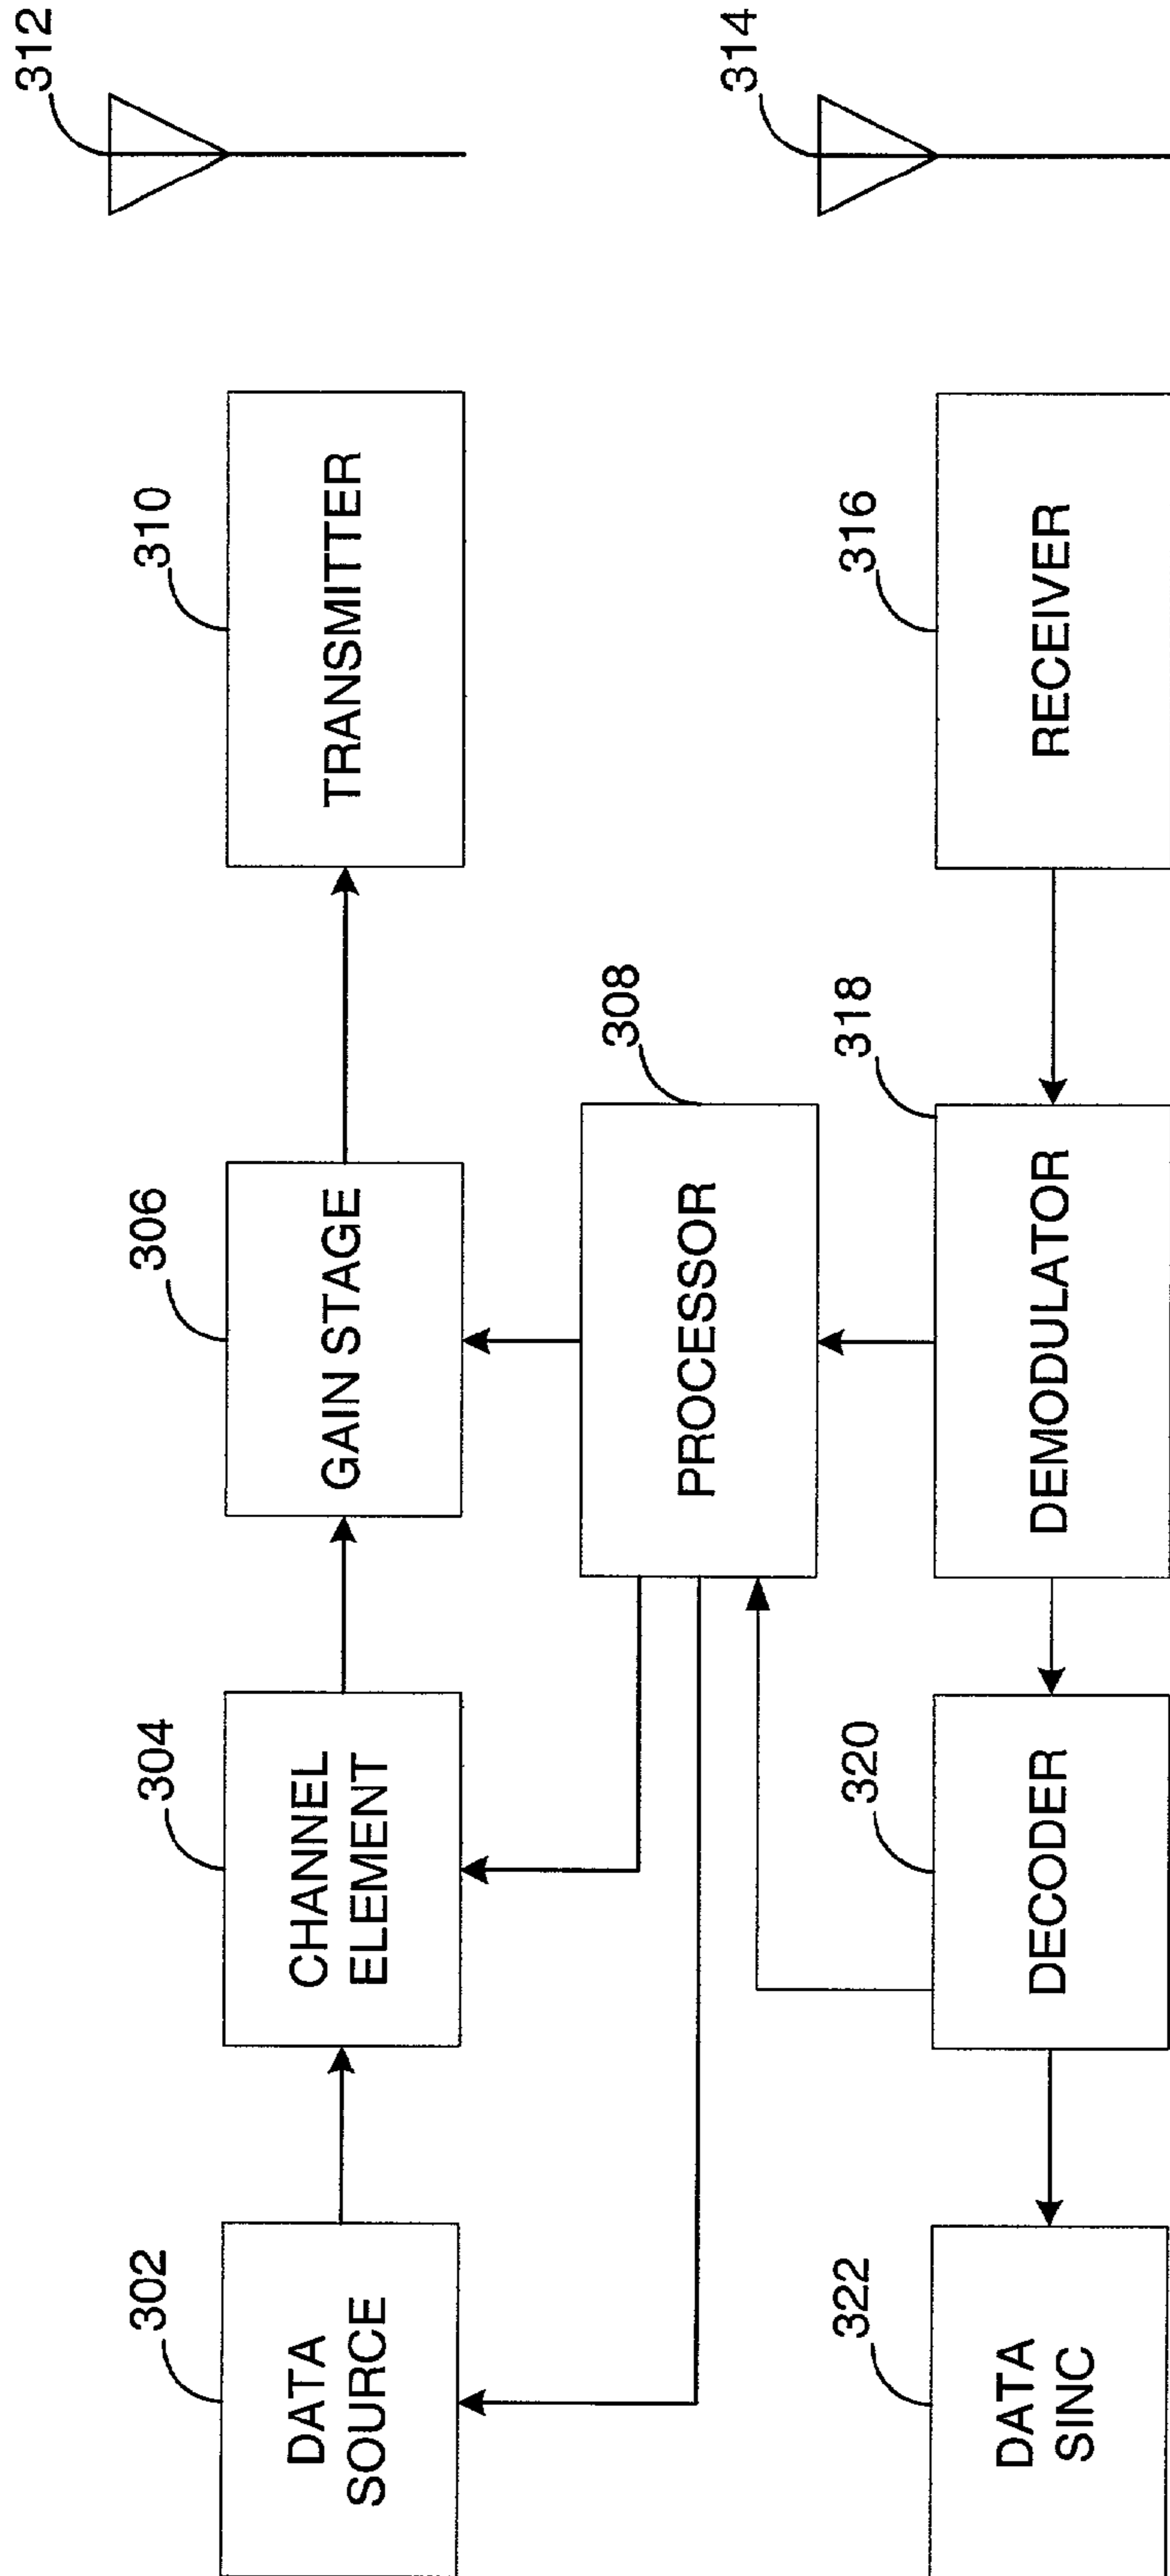 302
DATA
SOURCE
304
CHANNEL
ELEMENT
306
GAIN STAGE
310
TRANSMITTER
312
308
PROCESSOR
322
DATA
SINC
320
DECODER
318
DEMODULATOR
316
RECEIVER
314